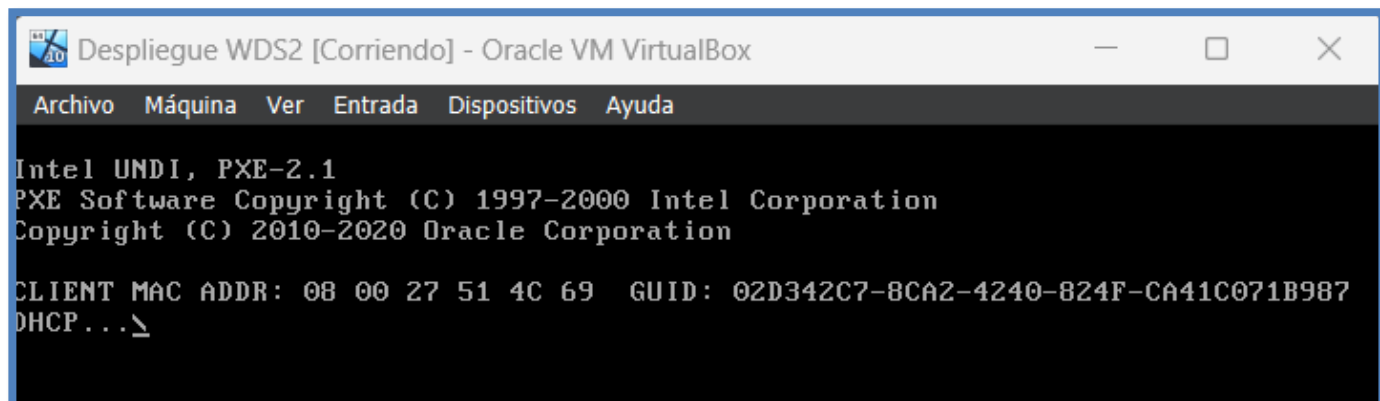 Despliegue WDS2 [Corriendo] - Oracle VM VirtualBox
Archivo Máquina Ver Entrada Dispositivos Ayuda
Intel UNDI, PXE-2.1
PXE Software Copyright (C) 1997-2000 Intel Corporation
Copyright (C) 2010-2020 Oracle Corporation
CLIENT MAC ADDR: 08 00 27 51 4C 69 GUID: 02D342C7-8CA2-4240-824F-CA41C071B987
DHCP...\